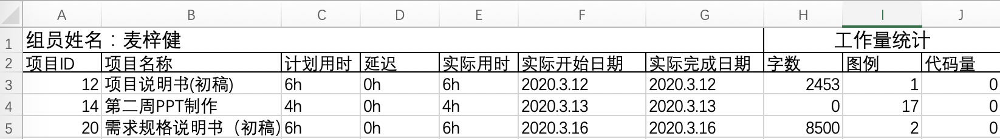 A B C D E F G H I J
1 组员姓名：麦梓健 工作量统计
2 项目ID 项目名称 计划用时 延迟 实际用时 实际开始日期 实际完成日期 字数 图例 代码量
3 12 项目说明书(初稿) 6h 0h 6h 2020.3.12 2020.3.12 2453 1 0
4 14 第二周PPT制作 4h 0h 4h 2020.3.13 2020.3.13 0 17 0
5 20 需求规格说明书（初稿） 6h 0h 6h 2020.3.16 2020.3.16 8500 2 0